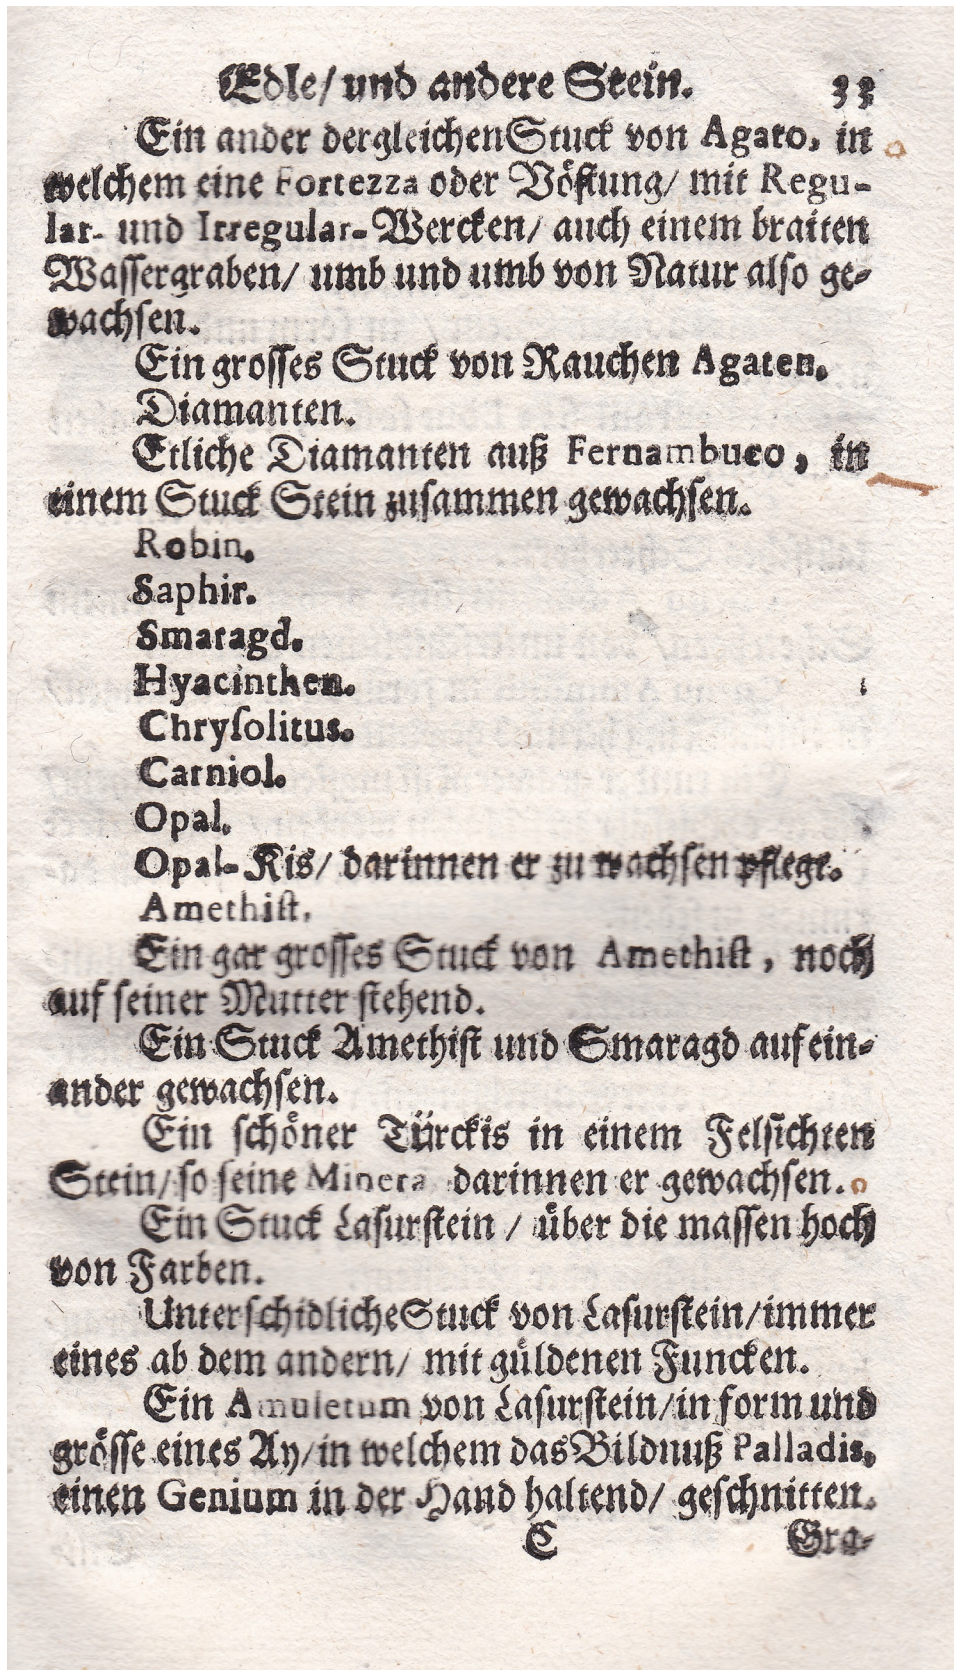 Edle/ und andere Stein. 33
Ein ander dergleichen Stuck von Agato, in
welchem eine Fortezza oder Vöstung/ mit Regu-
lar- und Irregular-Wercken/ auch einem braiten
Wassergraben/ umb und umb von Natur also ge-
wachsen.
Ein grosses Stuck von Rauchen Agaten.
Diamanten.
Etliche Diamanten auß Fernambuco, in
einem Stuck Stein zusammen gewachsen.
Robin.
Saphir.
Smaragd.
Hyacinthen.
Chrysolitus.
Carniol.
Opal.
Opal-Kis/ darinnen er zu wachsen pflegt.
Amethist.
Ein gar grosses Stuck von Amethist, noch
auf seiner Mutter stehend.
Ein Stuck Amethist und Smaragd auf ein-
ander gewachsen.
Ein schöner Türckis in einem Felsichten
Stein/ so seine Minera darinnen er gewachsen.
Ein Stuck Lasurstein / über die massen hoch
von Farben.
Unterschidliche Stuck von Lasurstein/ immer
eines ab dem andern/ mit güldenen Funcken.
Ein Amuletum von Lasurstein/ in form und
grösse eines Ay/ in welchem das Bildnuß Palladis,
einen Genium in der Hand haltend/ geschnitten.
C Gra-